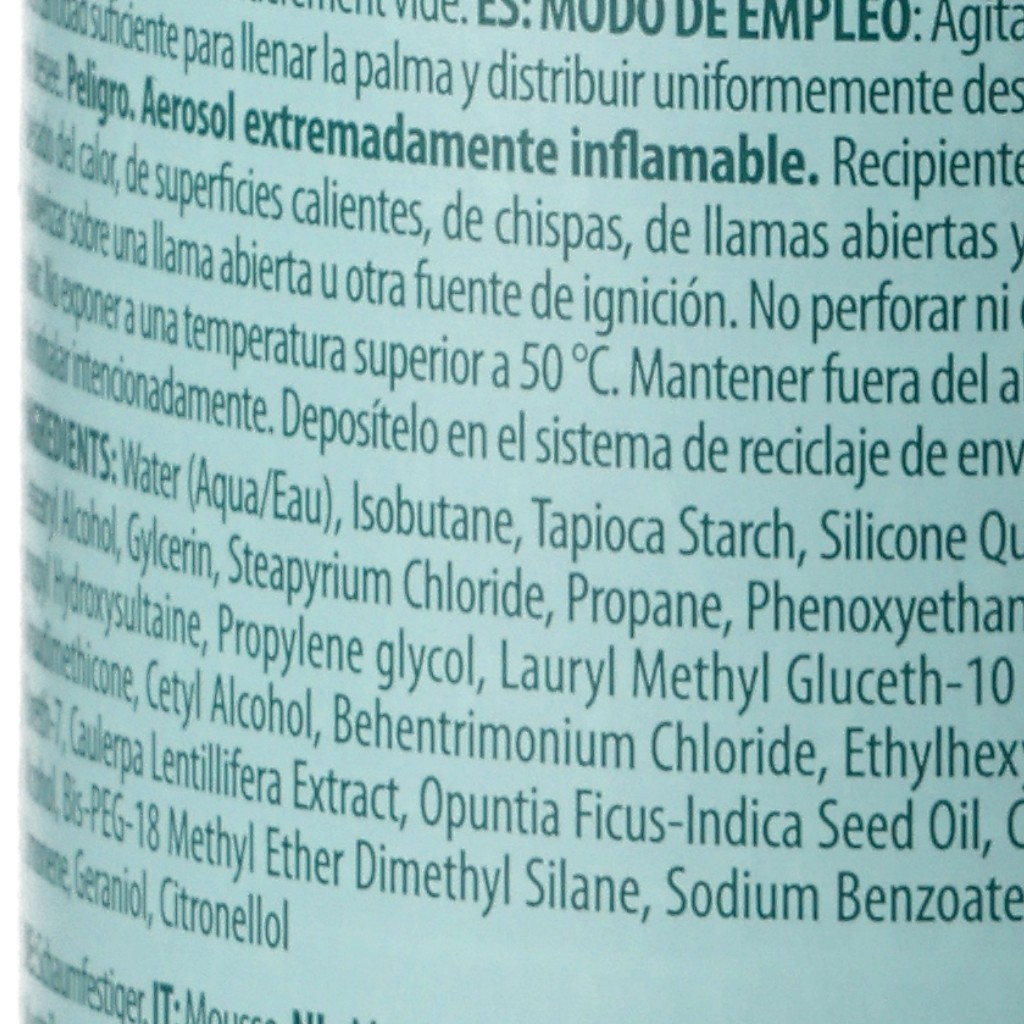 vide. ES: MODO DE EMPLEO: Agita
suficiente para llenar la palma y distribuir uniformemente des
Peligro. Aerosol extremadamente inflamable. Recipiente
del calor, de superficies calientes, de chispas, de llamas abiertas y
sobre una llama abierta u otra fuente de ignición. No perforar ni
exponer a una temperatura superior a 50 °C. Mantener fuera del a
intencionadamente. Deposítelo en el sistema de reciclaje de env
INGREDIENTS: Water (Aqua/Eau), Isobutane, Tapioca Starch, Silicone Qu
Alcohol, Gylcerin, Steapyrium Chloride, Propane, Phenoxyethan
Hydroxysultaine, Propylene glycol, Lauryl Methyl Gluceth-10
Cetyl Alcohol, Behentrimonium Chloride, Ethylhexy
Caulerpa Lentillifera Extract, Opuntia Ficus-Indica Seed Oil,
Bis-PEG-18 Methyl Ether Dimethyl Silane, Sodium Benzoate
Geraniol, Citronellol
Schaumfestiger. IT: Mousse